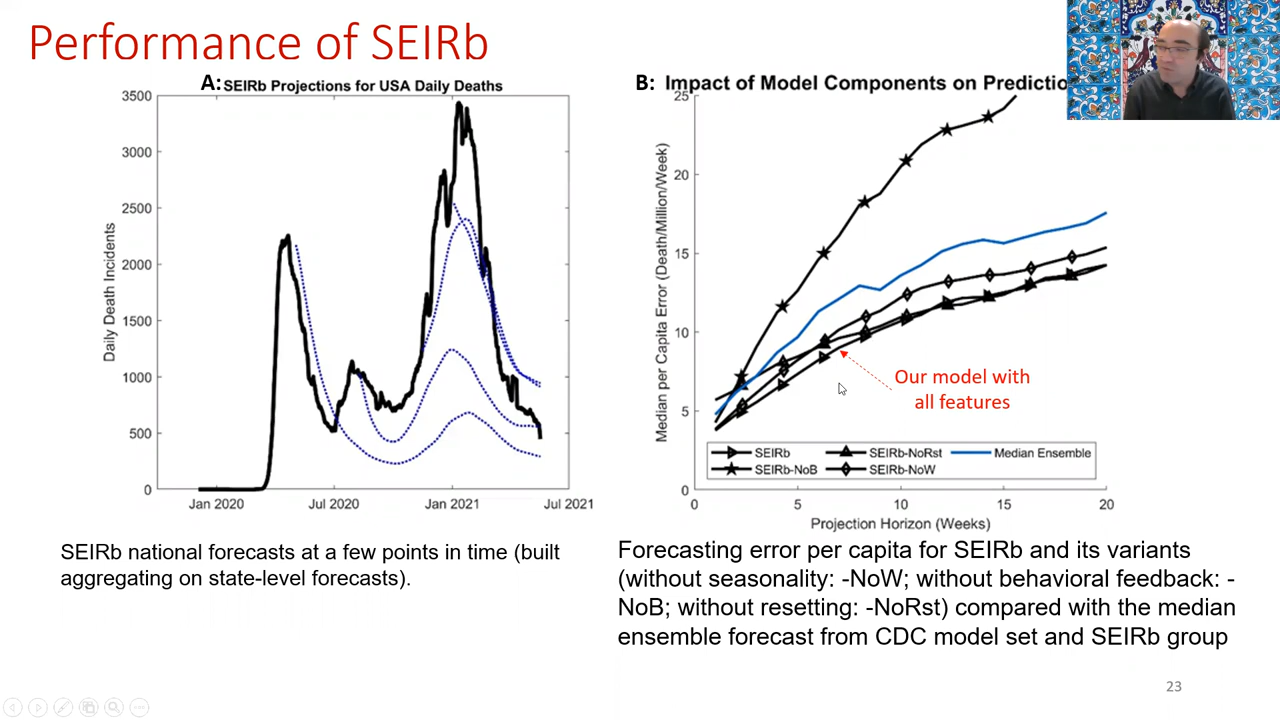 Performance of SEIRb
A: SEIRb Projections for USA Daily Deaths
3500
3000
2500
2000
1500
1000
500
0
Daily Death Incidents
Jan 2020
Jul 2020
Jan 2021
Jul 2021
SEIRb national forecasts at a few points in time (built
aggregating on state-level forecasts).
B: Impact of Model Components on Predictio
25
20
15
10
5
0
Median per Capita Error (Death/Million/Week)
Our model with
all features
SEIRb
SEIRb-NoRst
Median Ensemble
SEIRb-NoB
SEIRb-NoW
0
5
10
15
20
Projection Horizon (Weeks)
Forecasting error per capita for SEIRb and its variants
(without seasonality: -NoW; without behavioral feedback: -
NoB; without resetting: -NoRst) compared with the median
ensemble forecast from CDC model set and SEIRb group
23